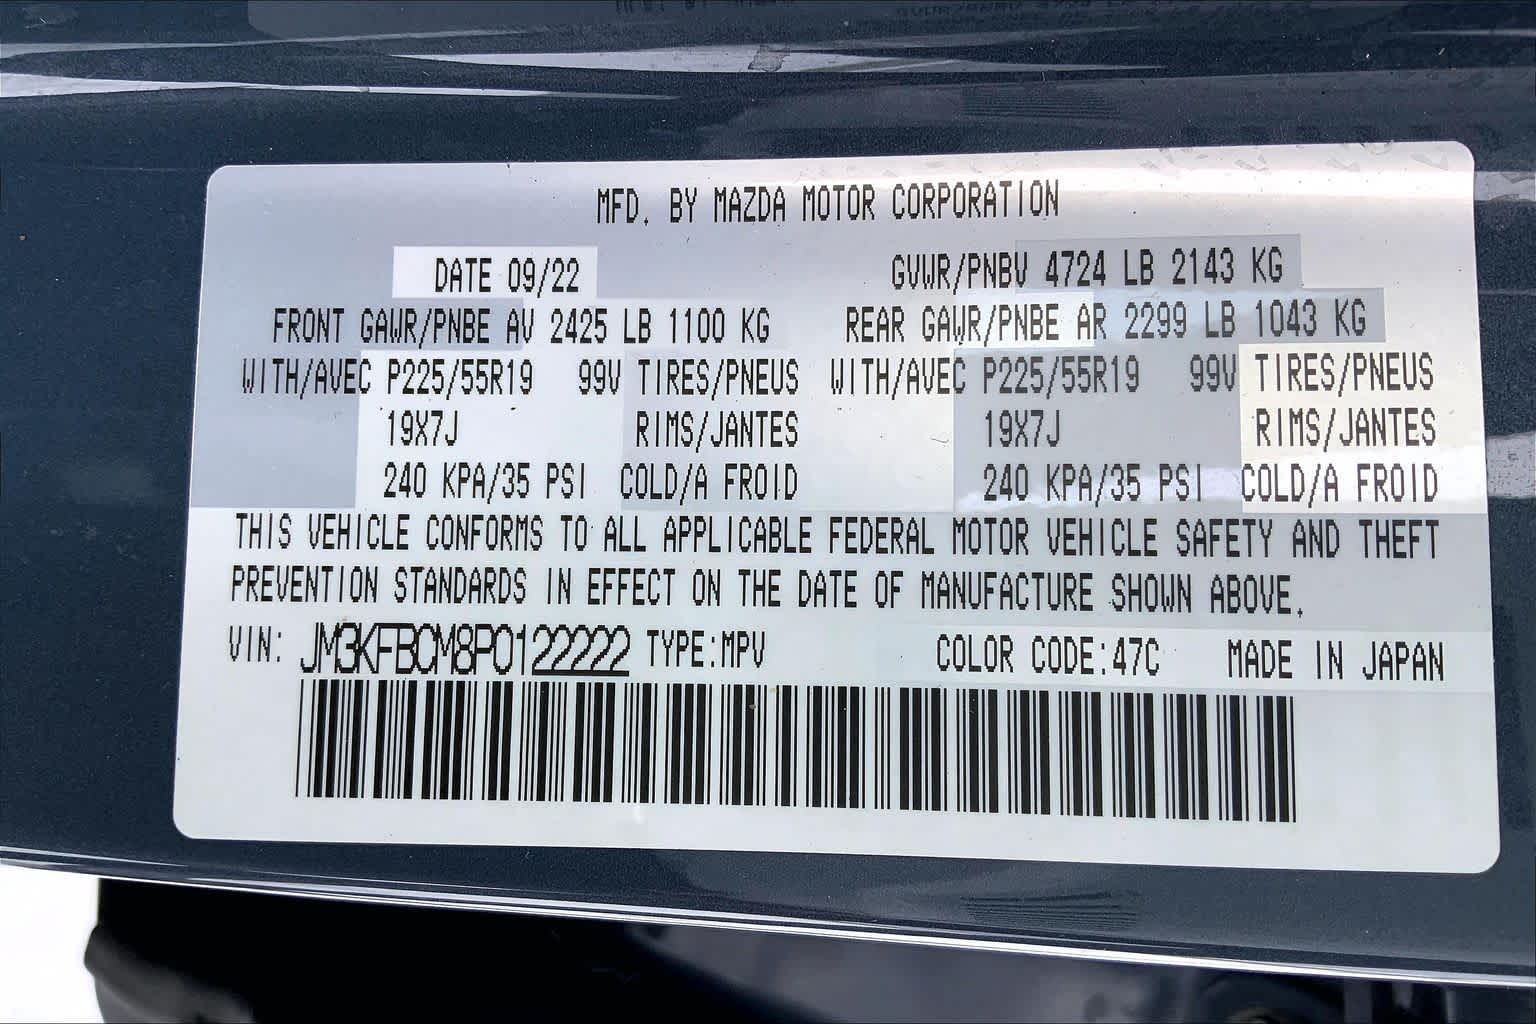 MFD. BY MAZDA MOTOR CORPORATION
DATE 09/22 GVWR/PNBV 4724 LB 2143 KG
FRONT GAWR/PNBE AV 2425 LB 1100 KG REAR GAWR/PNBE AR 2299 LB 1043 KG
WITH/AVEC P225/55R19 99V TIRES/PNEUS WITH/AVEC P225/55R19 99V TIRES/PNEUS
19X7J RIMS/JANTES 19X7J RIMS/JANTES
240 KPA/35 PSI COLD/A FROID 240 KPA/35 PSI COLD/A FROID
THIS VEHICLE CONFORMS TO ALL APPLICABLE FEDERAL MOTOR VEHICLE SAFETY AND THEFT
PREVENTION STANDARDS IN EFFECT ON THE DATE OF MANUFACTURE SHOWN ABOVE.
VIN: JM3KFBCM8P0122222 TYPE:MPV COLOR CODE:47C MADE IN JAPAN